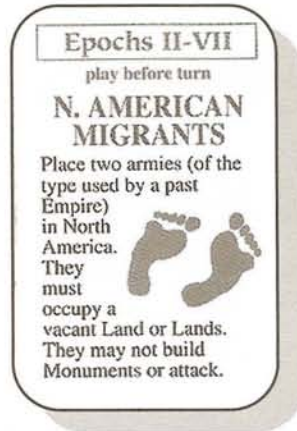 Epochs II-VII
play before turn
N. AMERICAN
MIGRANTS
Place two armies (of the
type used by a past
Empire)
in North
America.
They
must
occupy a
vacant Land or Lands.
They may not build
Monuments or attack.